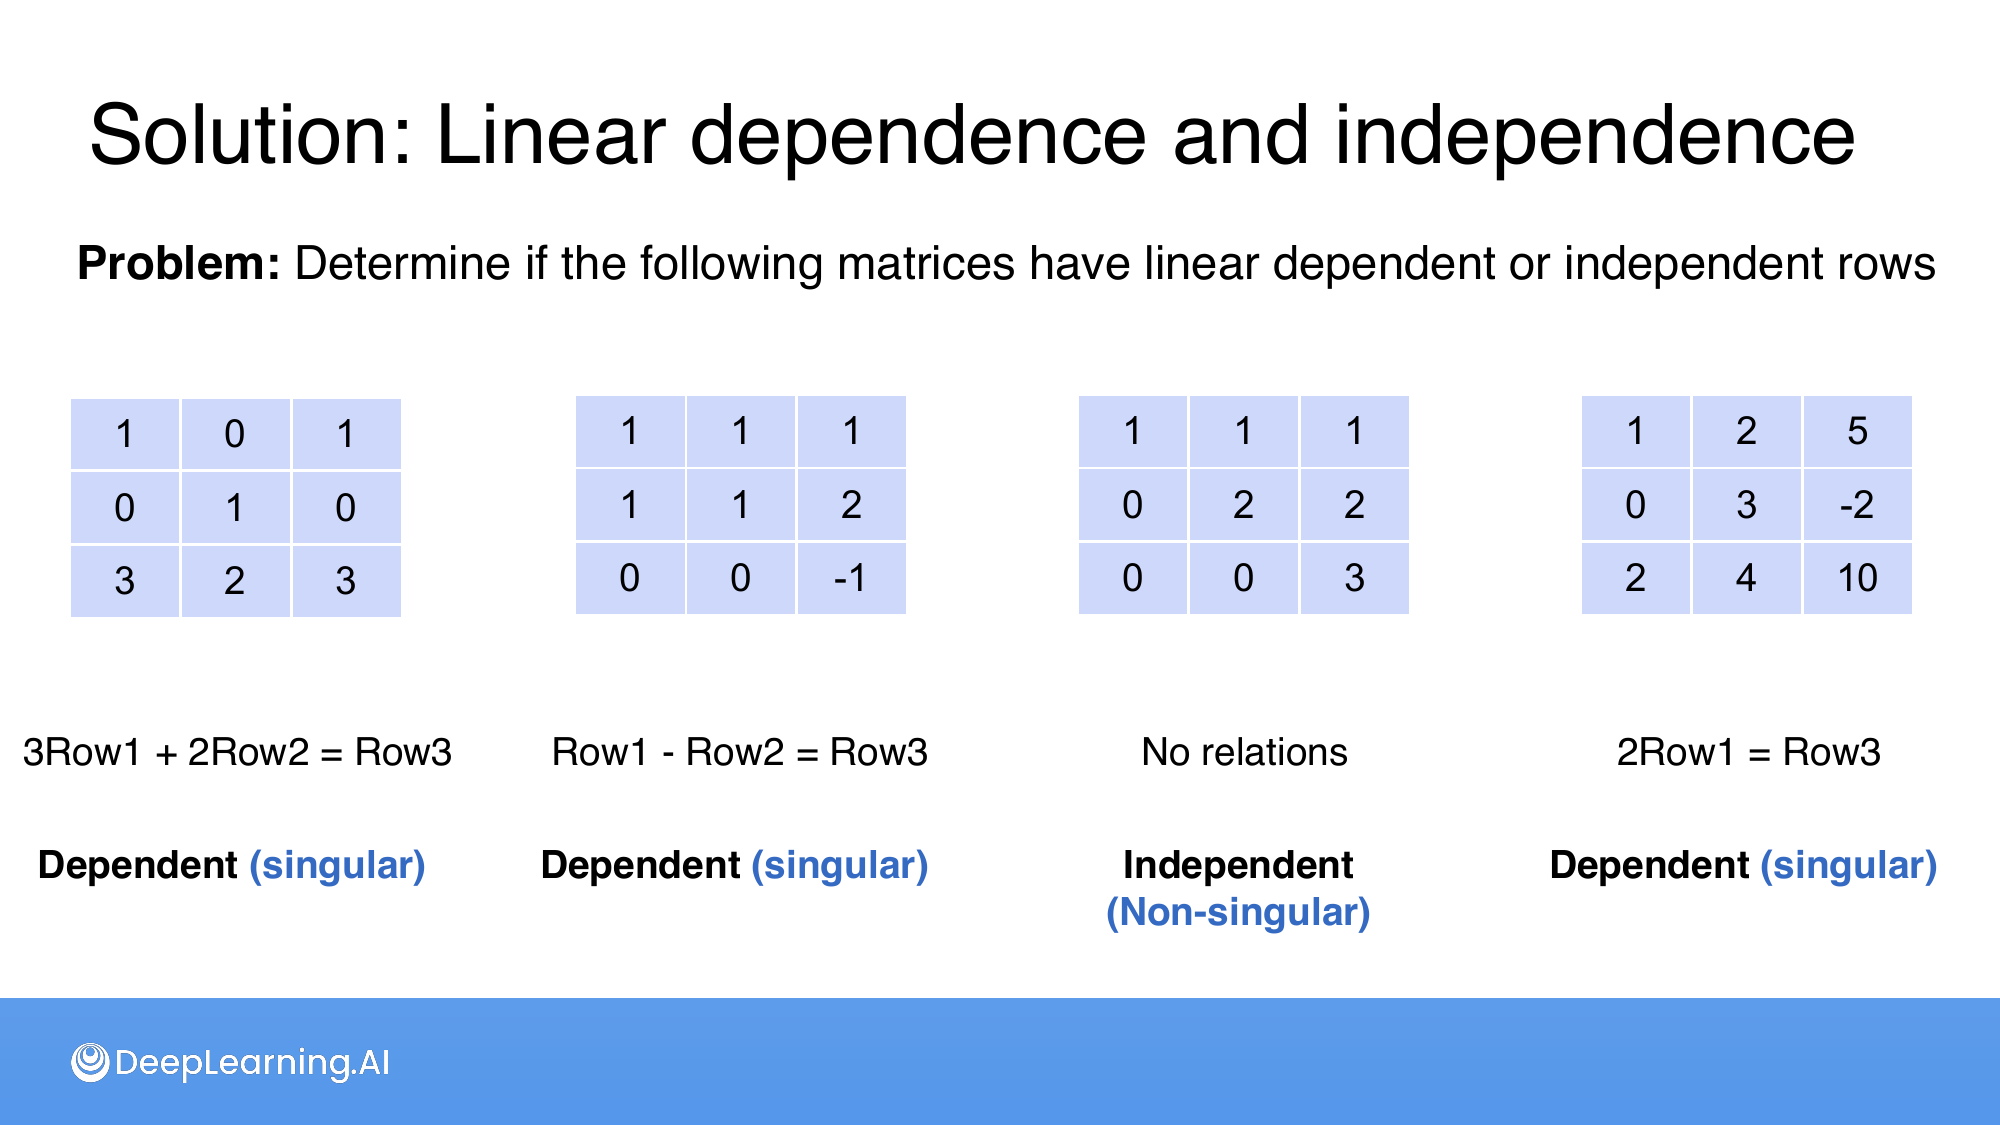 Solution: Linear dependence and independence
Problem: Determine if the following matrices have linear dependent or independent rows
1 0 1
0 1 0
3 2 3
1 1 1
1 1 2
0 0 -1
1 1 1
0 2 2
0 0 3
1 2 5
0 3 -2
2 4 10
3Row1 + 2Row2 = Row3
Row1 - Row2 = Row3
No relations
2Row1 = Row3
Dependent (singular)
Dependent (singular)
Independent
(Non-singular)
Dependent (singular)
DeepLearning.AI